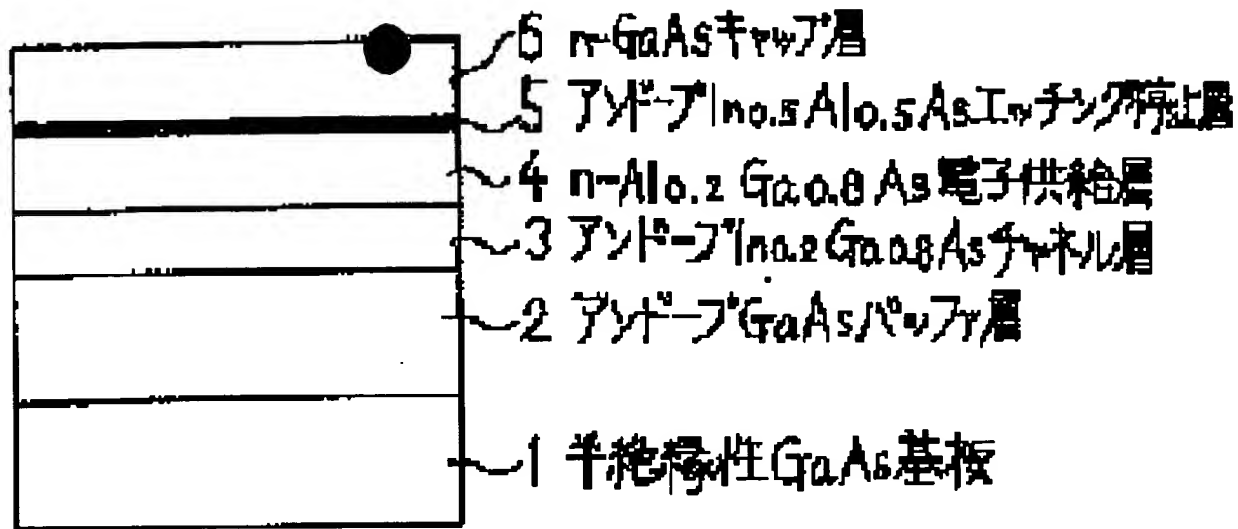 6 n-GaAsキャップ層
5 アンドープIn0.5Al0.5Asエッチング停止層
4 n-Al0.2Ga0.8As電子供給層
3 アンドープIn0.2Ga0.8Asチャネル層
2 アンドープGaAsバッファ層
1 半絶縁性GaAs基板